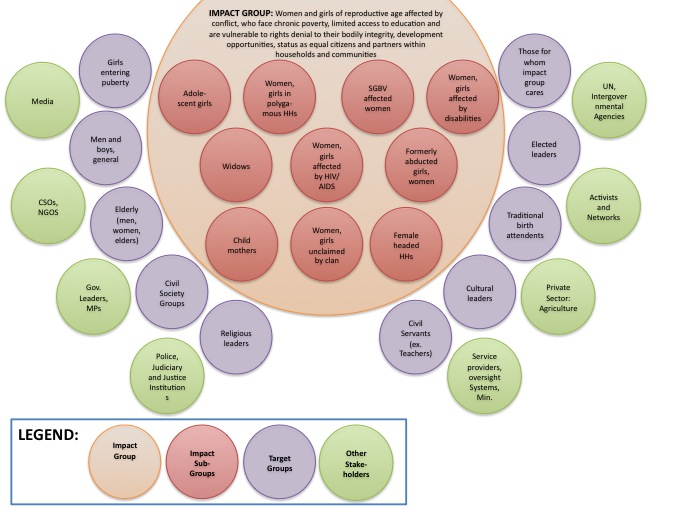 IMPACT GROUP: Women and girls of reproductive age affected by
conflict, who face chronic poverty, limited access to education and
are vulnerable to rights denial to their bodily integrity, development
opportunities, status as equal citizens and partners within
households and communities
Girls
entering
puberty
Those for
whom
impact
group
cares
Media
Adole-
scent girls
Women,
girls in
polyga-
mous HHs
SGBV
affected
women
Women,
girls
affected
by
disabilities
UN,
Intergover
nmental
Agencies
Men and
boys,
general
Widows
Women,
girls
affected
by HIV/
AIDS
Formerly
abducted
girls,
women
Elected
leaders
CSOs,
NGOS
Elderly
(men,
women,
elders)
Child
mothers
Women,
girls
unclaimed
by clan
Female
headed
HHs
Traditional
birth
attendents
Activists
and
Networks
Gov.
Leaders,
MPs
Civil
Society
Groups
Cultural
leaders
Private
Sector:
Agriculture
Religious
leaders
Civil
Servants
(ex.
Teachers)
Police,
Judiciary
and Justice
Institution
s
Service
providers,
oversight
Systems,
Min.
LEGEND:
Impact
Group
Impact
Sub-
Groups
Target
Groups
Other
Stake-
holders